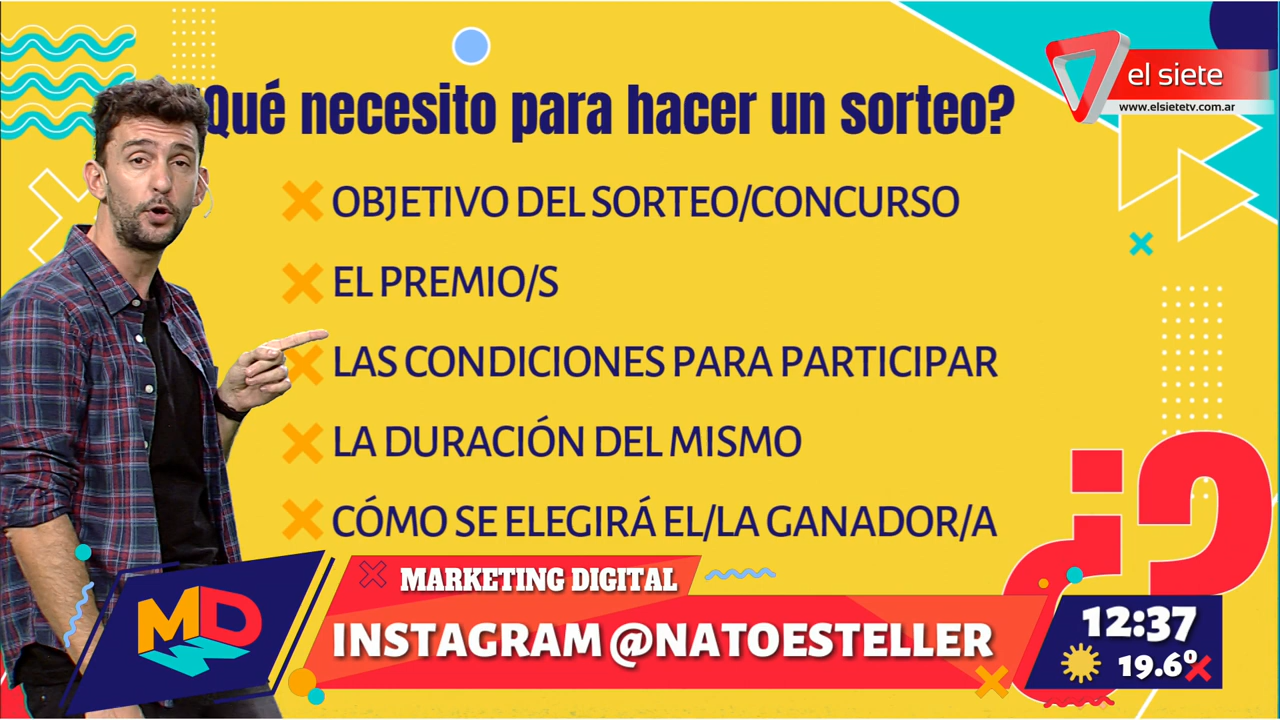 ¿Qué necesito para hacer un sorteo?
el siete
www.elsietetv.com.ar
OBJETIVO DEL SORTEO/CONCURSO
EL PREMIO/S
LAS CONDICIONES PARA PARTICIPAR
LA DURACIÓN DEL MISMO
CÓMO SE ELEGIRÁ EL/LA GANADOR/A
¿?
MD
MARKETING DIGITAL
INSTAGRAM @NATOESTELLER
12:37
19.6º